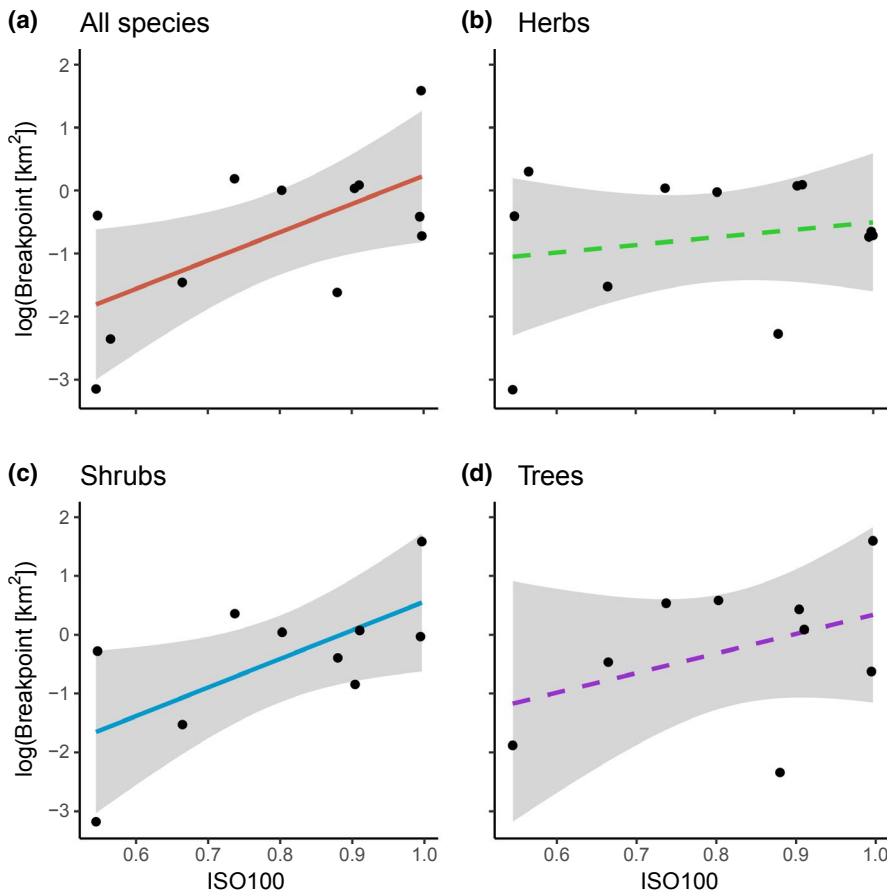 (a) All species
(b) Herbs
log(Breakpoint [km²])
2
1
0
−1
−2
−3
(c) Shrubs
(d) Trees
log(Breakpoint [km²])
2
1
0
−1
−2
−3
0.6 0.7 0.8 0.9 1.0
ISO100
0.6 0.7 0.8 0.9 1.0
ISO100